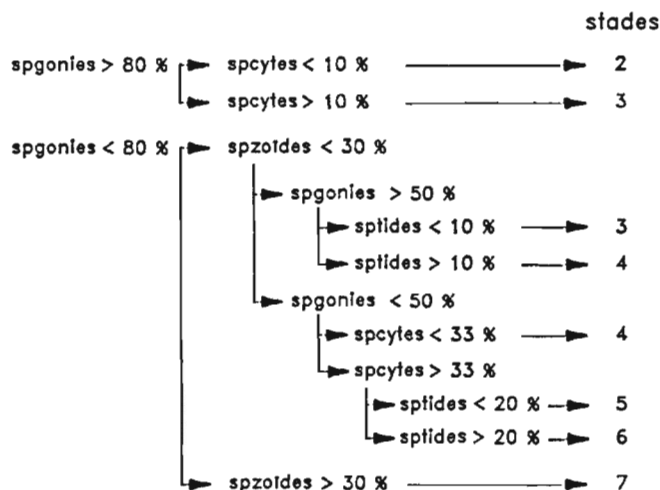 stades
spgonies > 80 % spcytes < 10 % 2
spcytes > 10 % 3
spgonies < 80 % spzoïdes < 30 %
spgonies > 50 %
sptides < 10 % 3
sptides > 10 % 4
spgonies < 50 %
spcytes < 33 % 4
spcytes > 33 %
sptides < 20 % 5
sptides > 20 % 6
spzoïdes > 30 % 7